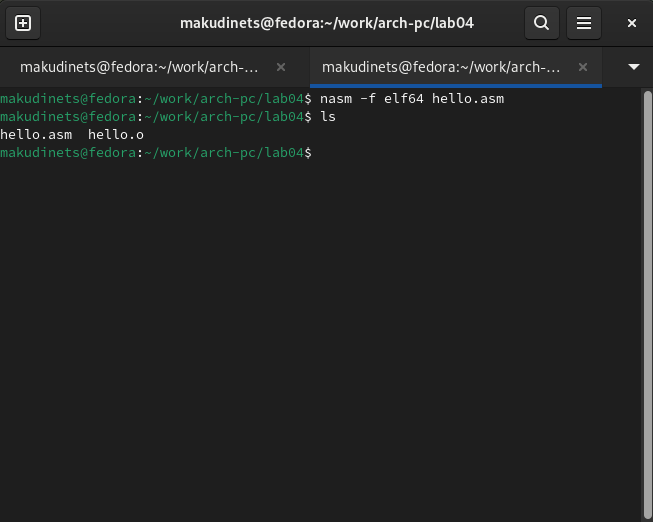 makudinets@fedora:~/work/arch-pc/lab04
makudinets@fedora:~/work/arch-... makudinets@fedora:~/work/arch-pc...
makudinets@fedora:~/work/arch-pc/lab04$ nasm -f elf64 hello.asm
makudinets@fedora:~/work/arch-pc/lab04$ ls
hello.asm  hello.o
makudinets@fedora:~/work/arch-pc/lab04$